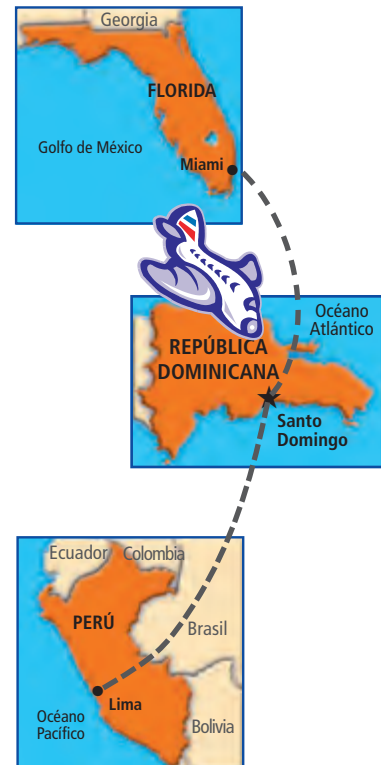 Georgia
FLORIDA
Golfo de México
Miami
Océano
Atlántico
REPÚBLICA
DOMINICANA
Santo
Domingo
Ecuador
Colombia
PERÚ
Brasil
Lima
Océano
Pacífico
Bolivia